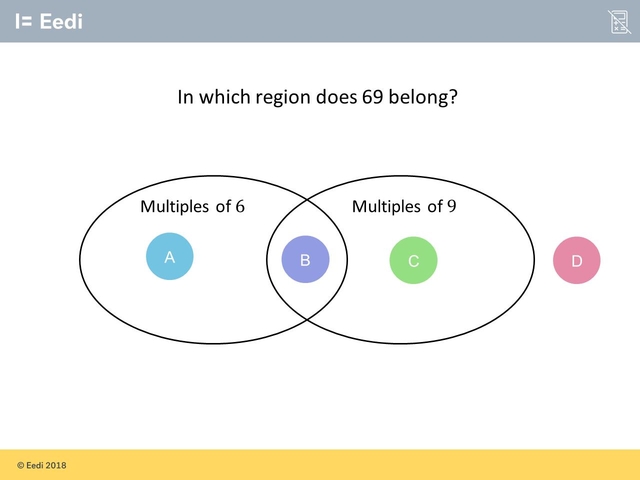 I= Eedi
In which region does 69 belong?
Multiples of 6
Multiples of 9
A
B
C
D
© Eedi 2018